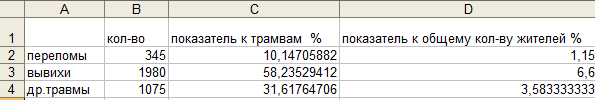 A B C D
1 кол-во показатель к трамвам % показатель к общему кол-ву жителей %
2 переломы 345 10,14705882 1,15
3 вывихи 1980 58,23529412 6,6
4 др.травмы 1075 31,61764706 3,583333333